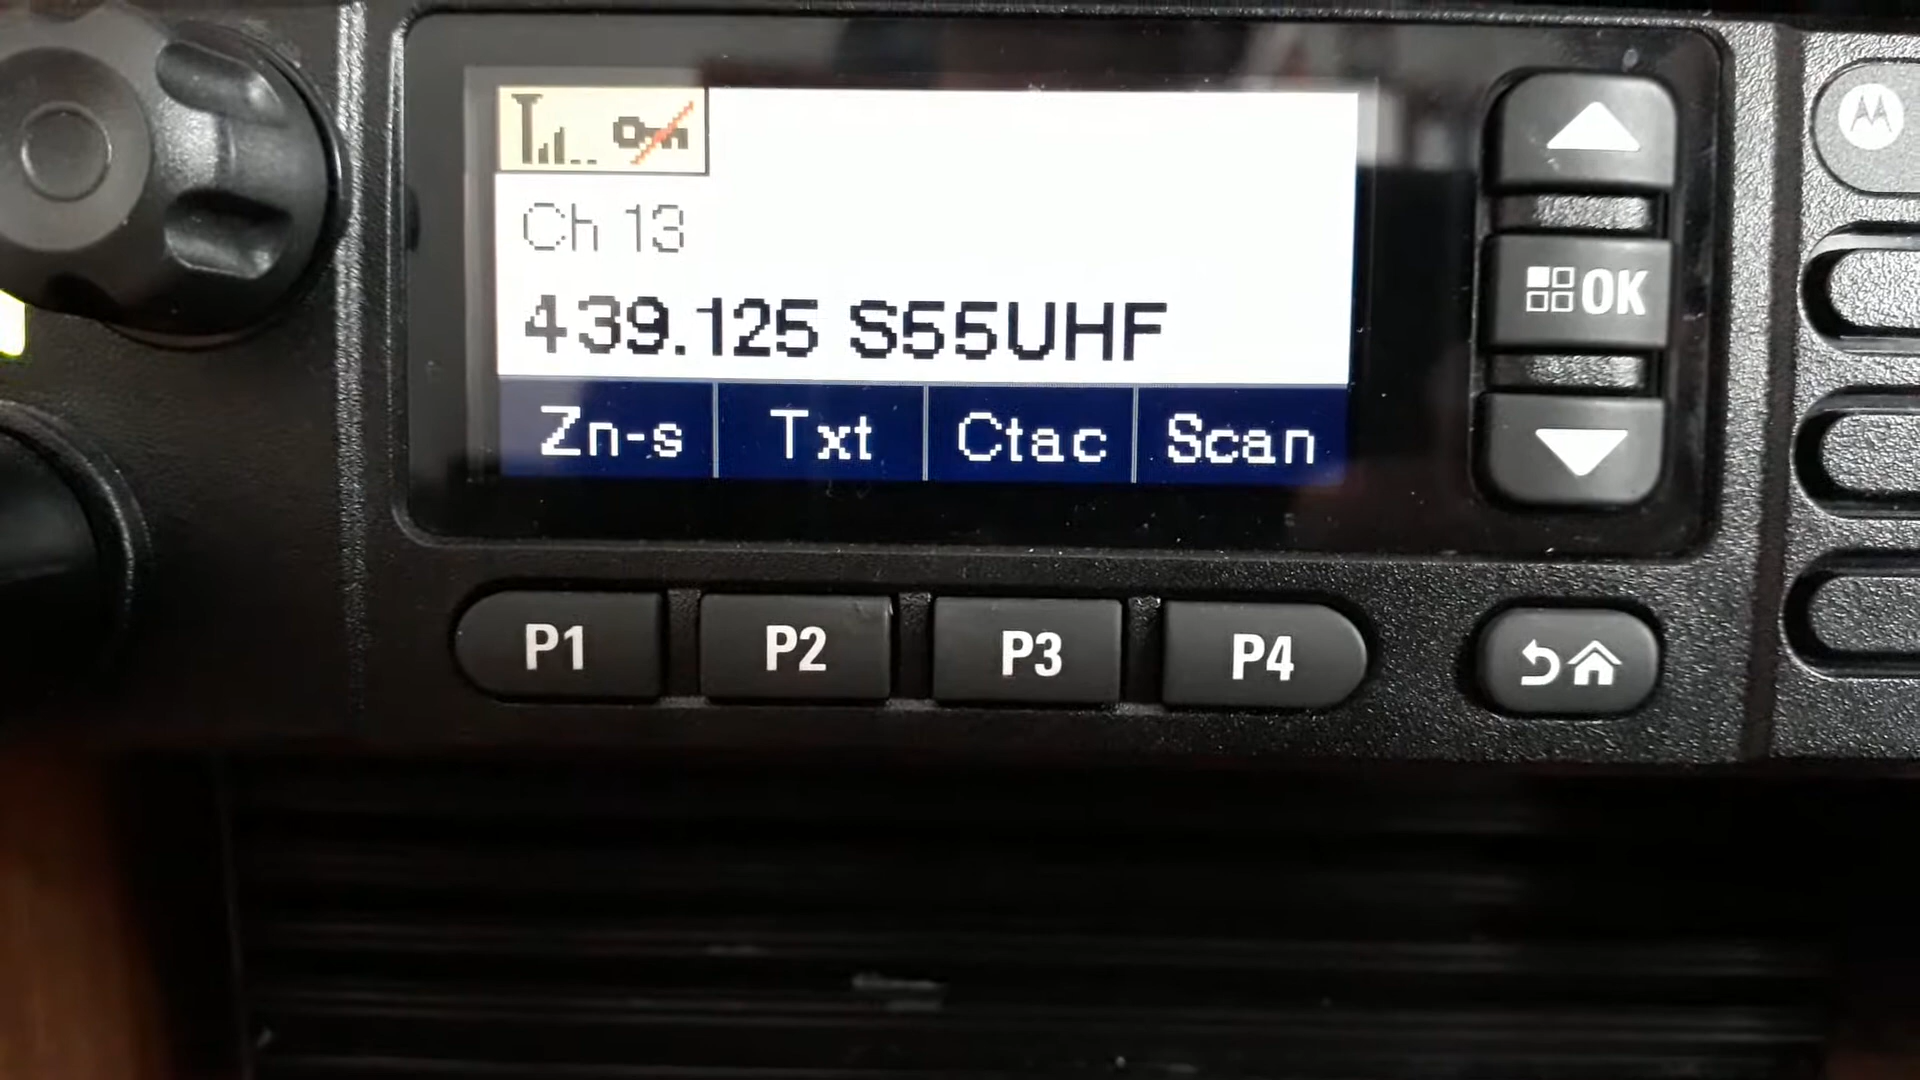 Ch 13
439.125 S55UHF
Zn-s Txt Ctac Scan
OK
P1 P2 P3 P4